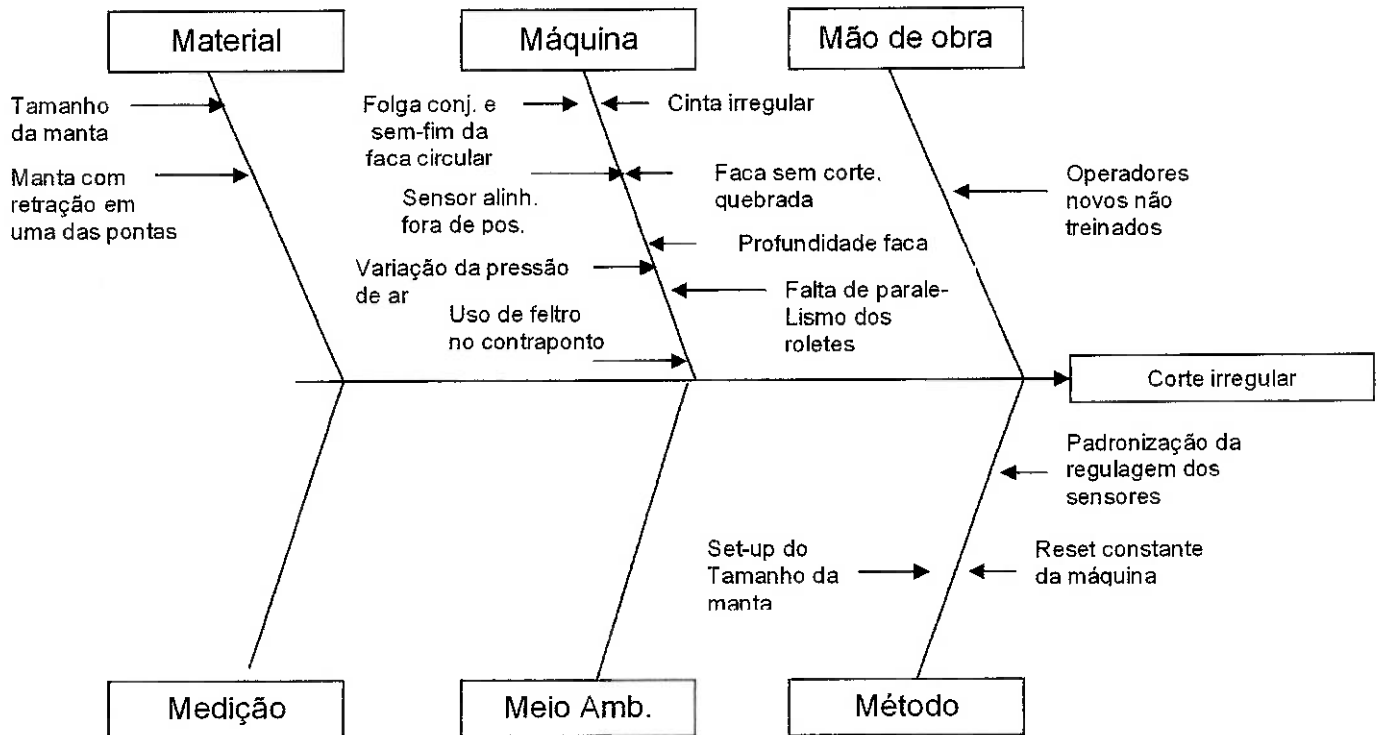 Material
Máquina
Mão de obra
Tamanho
da manta
Manta com
retração em
uma das pontas
Folga conj. e
sem-fim da
faca circular
Cinta irregular
Sensor alinh.
fora de pos.
Faca sem corte.
quebrada
Profundidade faca
Variação da pressão
de ar
Falta de parale-
Lismo dos
roletes
Uso de feltro
no contraponto
Operadores
novos não
treinados
Corte irregular
Padronização da
regulagem dos
sensores
Set-up do
Tamanho da
manta
Reset constante
da máquina
Medição
Meio Amb.
Método